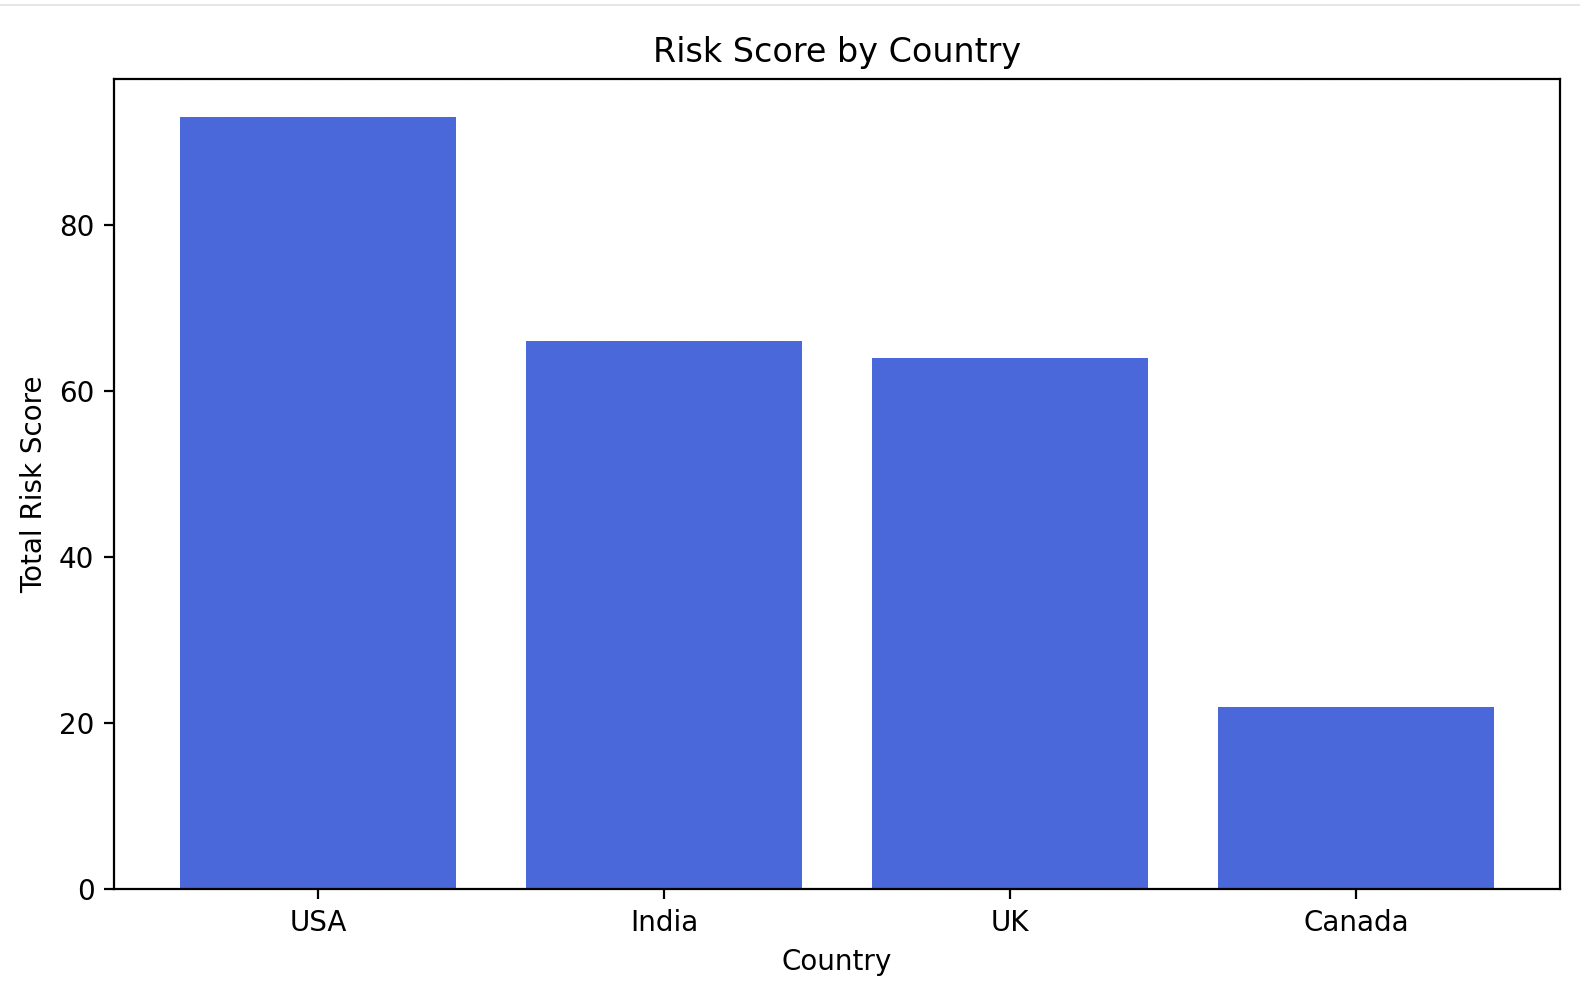 Risk Score by Country
Total Risk Score
80
60
40
20
0
USA India UK Canada
Country